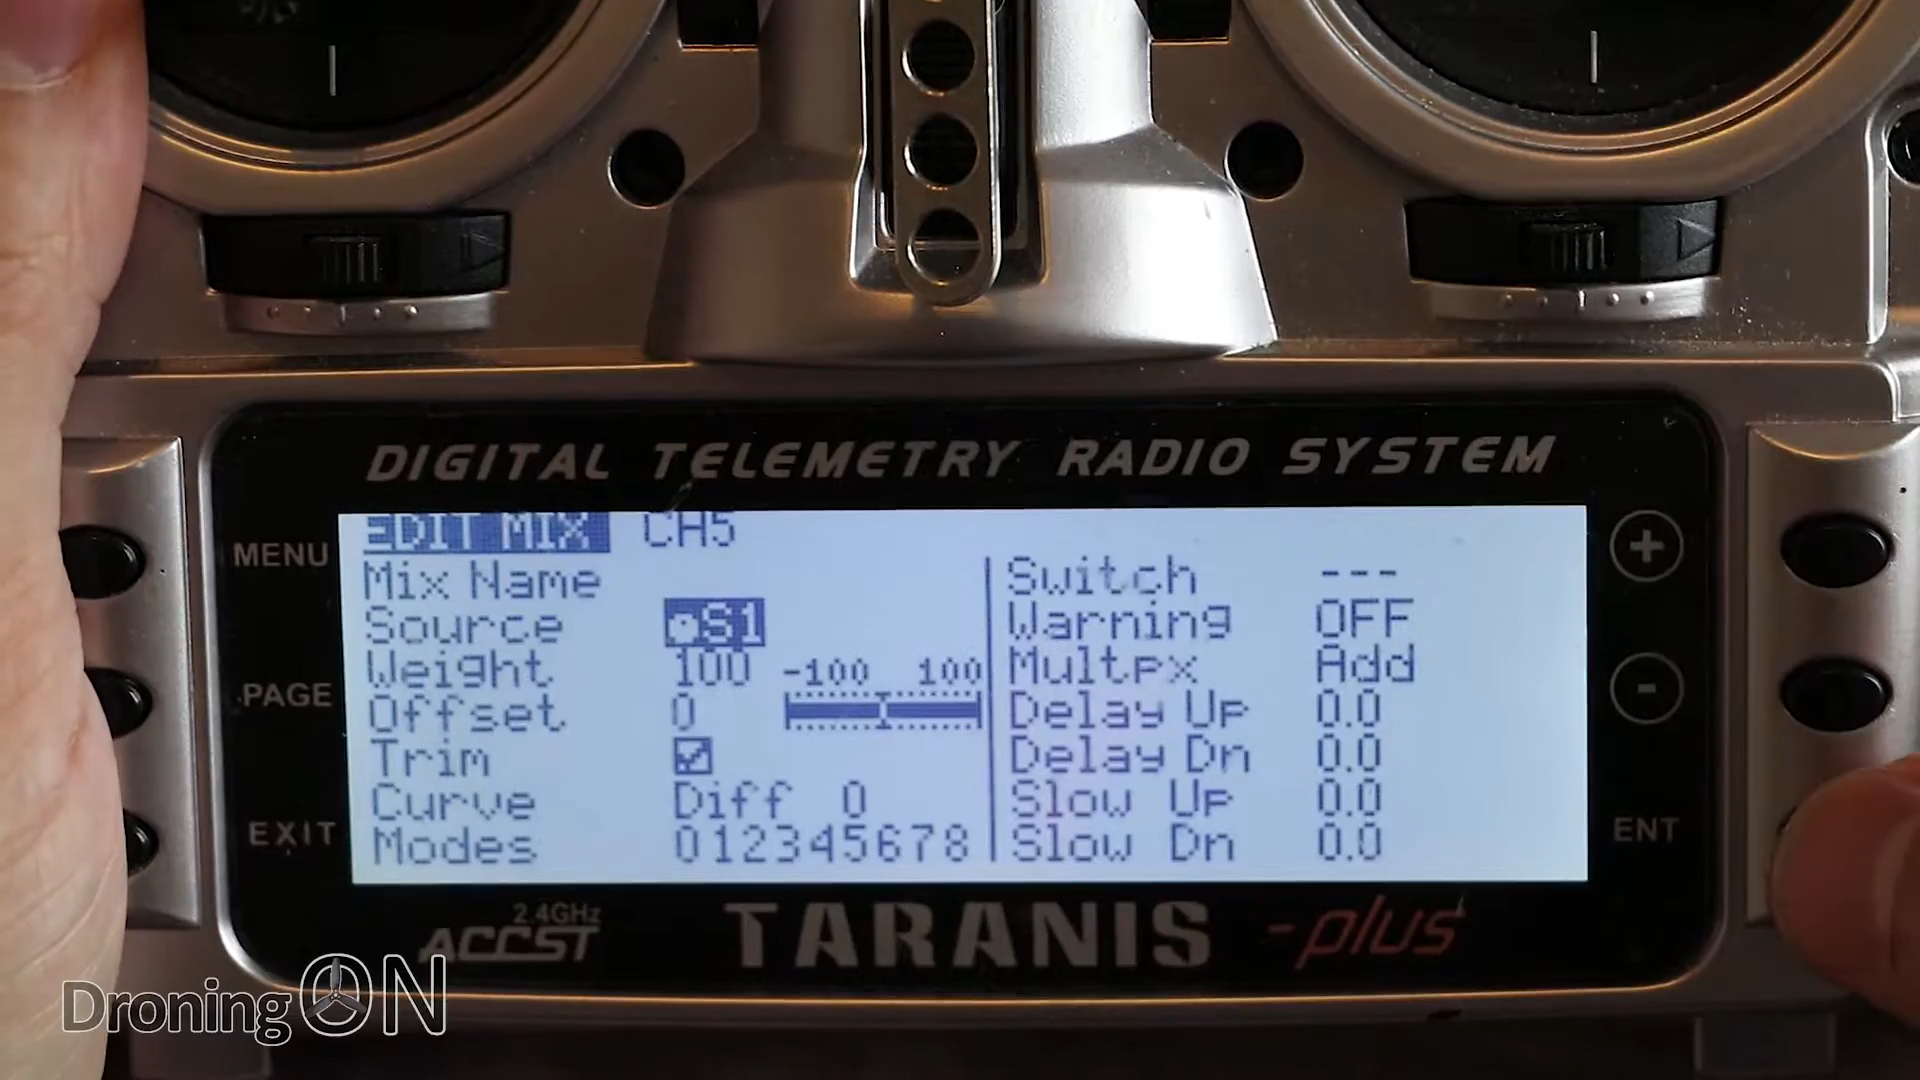 DIGITAL TELEMETRY RADIO SYSTEM
MENU
PAGE
EXIT
EDIT MIX CH5
Mix Name
Source S1
Weight 100
Offset 0
-100 100
Trim
Curve Diff 0
Modes 012345678
Switch ---
Warning OFF
Multpx Add
Delay Up 0.0
Delay Dn 0.0
Slow Up 0.0
Slow Dn 0.0
+
-
ENT
2.4GHz
ACCST
TARANIS -plus
DroningON